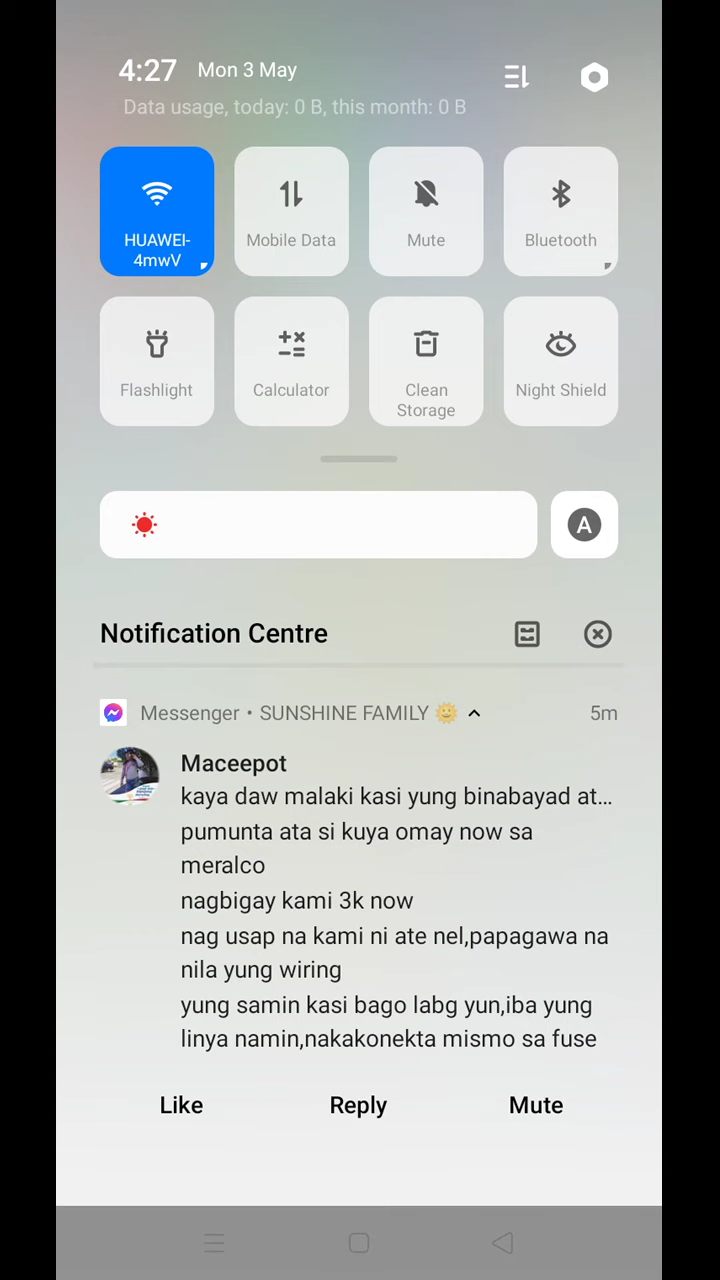 4:27 Mon 3 May
Data usage, today: 0 B, this month: 0 B
HUAWEI-
4mwV
Mobile Data
Mute
Bluetooth
Flashlight
Calculator
Clean
Storage
Night Shield
A
Notification Centre
Messenger • SUNSHINE FAMILY 🌞 5m
Maceepot
kaya daw malaki kasi yung binabayad at...
pumunta ata si kuya omay now sa
meralco
nagbigay kami 3k now
nag usap na kami ni ate nel,papagawa na
nila yung wiring
yung samin kasi bago labg yun,iba yung
linya namin,nakakonekta mismo sa fuse
Like Reply Mute